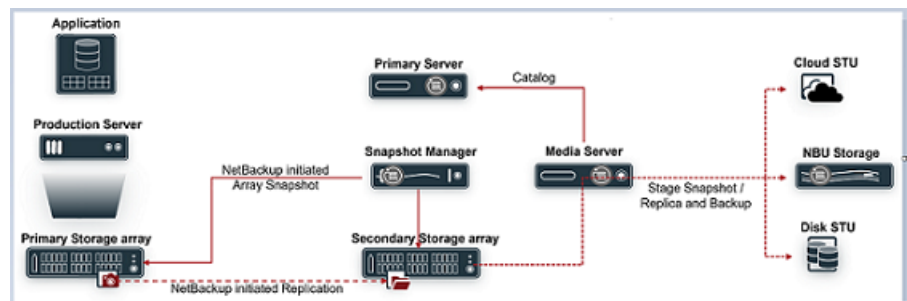 Application
Primary Server
Catalog
Cloud STU
Production Server
Snapshot Manager
Media Server
NBU Storage
NetBackup initiated
Array Snapshot
Stage Snapshot /
Replica and Backup
Primary Storage array
Secondary Storage array
Disk STU
NetBackup initiated Replication